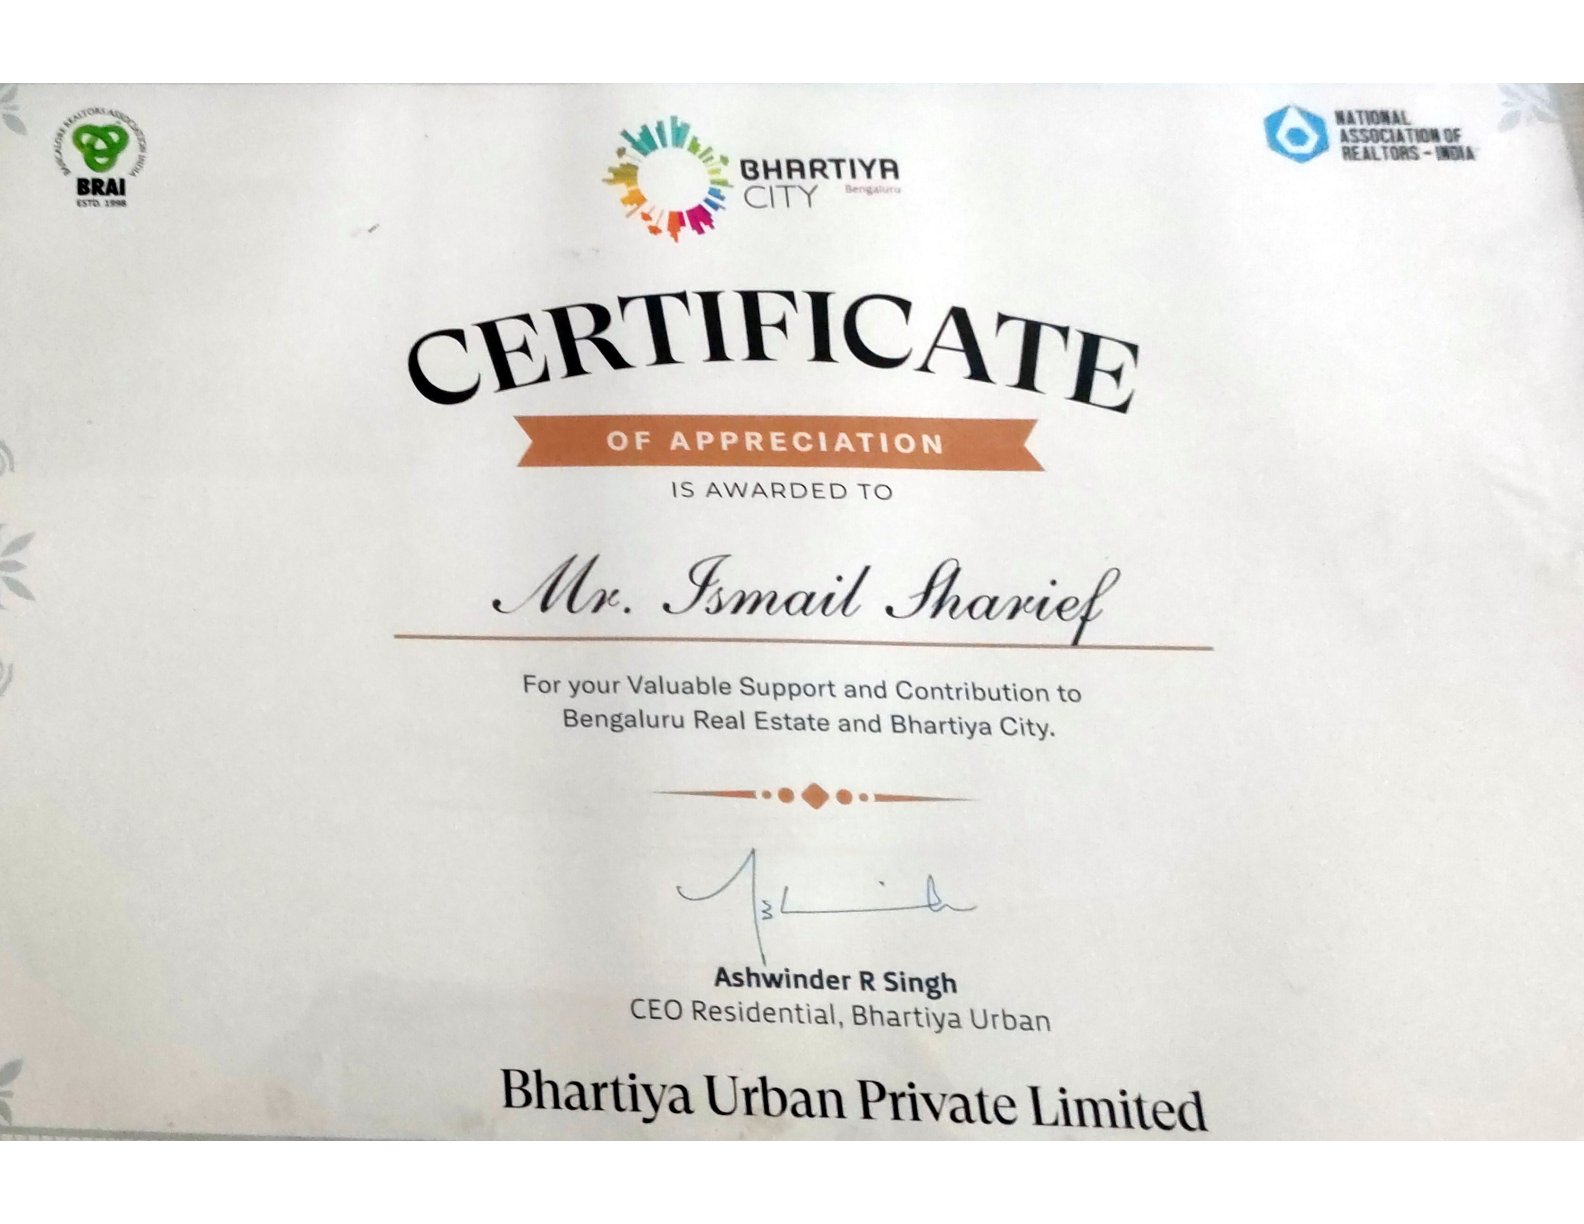 BANGALORE REALTORS ASSOCIATION INDIA
BRAI
ESTD. 1998
BHARTIYA
CITY
Bengaluru
NATIONAL
ASSOCIATION OF
REALTORS - INDIA
CERTIFICATE
OF APPRECIATION
IS AWARDED TO
Mr. Ismail Sharief
For your Valuable Support and Contribution to
Bengaluru Real Estate and Bhartiya City.
Ashwinder R Singh
CEO Residential, Bhartiya Urban
Bhartiya Urban Private Limited